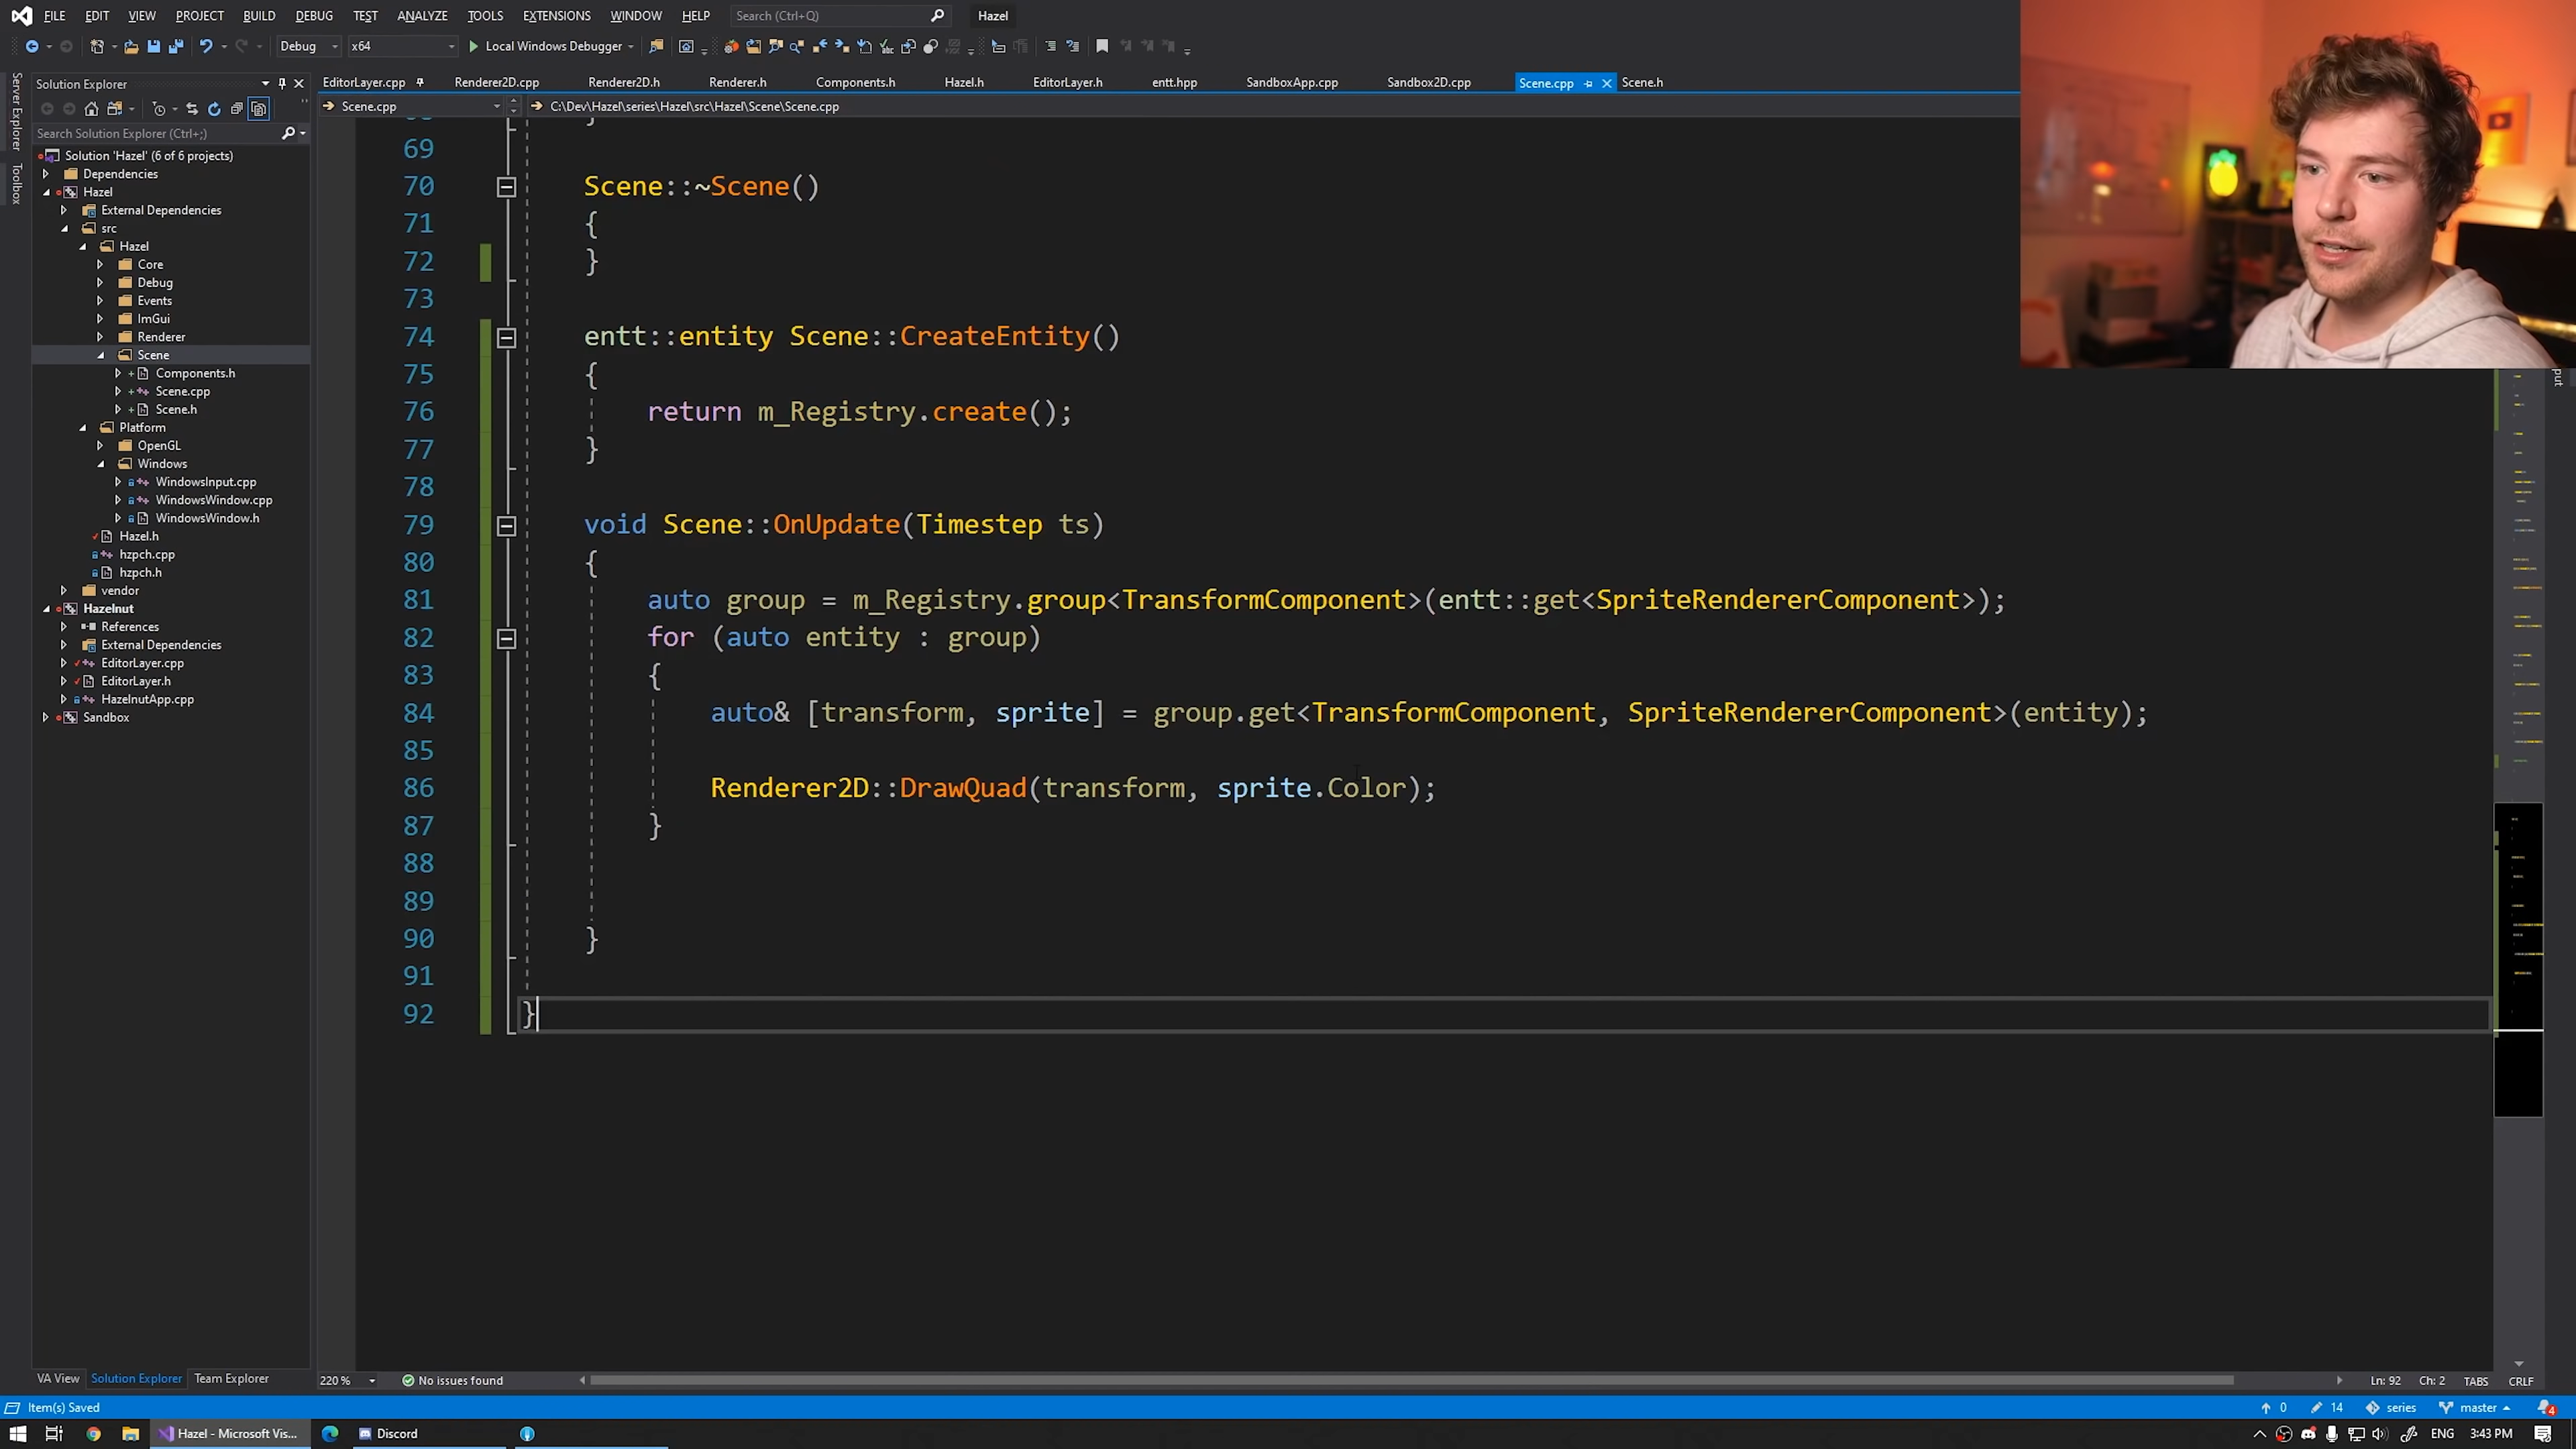 FILE EDIT VIEW PROJECT BUILD DEBUG TEST ANALYZE TOOLS EXTENSIONS WINDOW HELP Search (Ctrl+Q) Hazel
Debug x64 Local Windows Debugger
Server Explorer
Toolbox
Solution Explorer
Search Solution Explorer (Ctrl+;)
Solution 'Hazel' (6 of 6 projects)
Dependencies
Hazel
External Dependencies
src
Hazel
Core
Debug
Events
ImGui
Renderer
Scene
Components.h
Scene.cpp
Scene.h
Platform
OpenGL
Windows
WindowsInput.cpp
WindowsWindow.cpp
WindowsWindow.h
Hazel.h
hzpch.cpp
hzpch.h
vendor
Hazelnut
References
External Dependencies
EditorLayer.cpp
EditorLayer.h
HazelnutApp.cpp
Sandbox
VA View Solution Explorer Team Explorer
EditorLayer.cpp Renderer2D.cpp Renderer2D.h Renderer.h Components.h Hazel.h EditorLayer.h entt.hpp SandboxApp.cpp Sandbox2D.cpp Scene.cpp Scene.h
Scene.cpp C:\Dev\Hazel\series\Hazel\src\Hazel\Scene\Scene.cpp
69
70 Scene::~Scene()
71 {
72 }
73
74 entt::entity Scene::CreateEntity()
75 {
76 return m_Registry.create();
77 }
78
79 void Scene::OnUpdate(Timestep ts)
80 {
81 auto group = m_Registry.group<TransformComponent>(entt::get<SpriteRendererComponent>);
82 for (auto entity : group)
83 {
84 auto& [transform, sprite] = group.get<TransformComponent, SpriteRendererComponent>(entity);
85
86 Renderer2D::DrawQuad(transform, sprite.Color);
87 }
88
89
90 }
91
92 }
220 % No issues found Ln: 92 Ch: 2 TABS CRLF
Item(s) Saved 0 14 series master 4
Hazel - Microsoft Vis... Discord ENG 3:43 PM